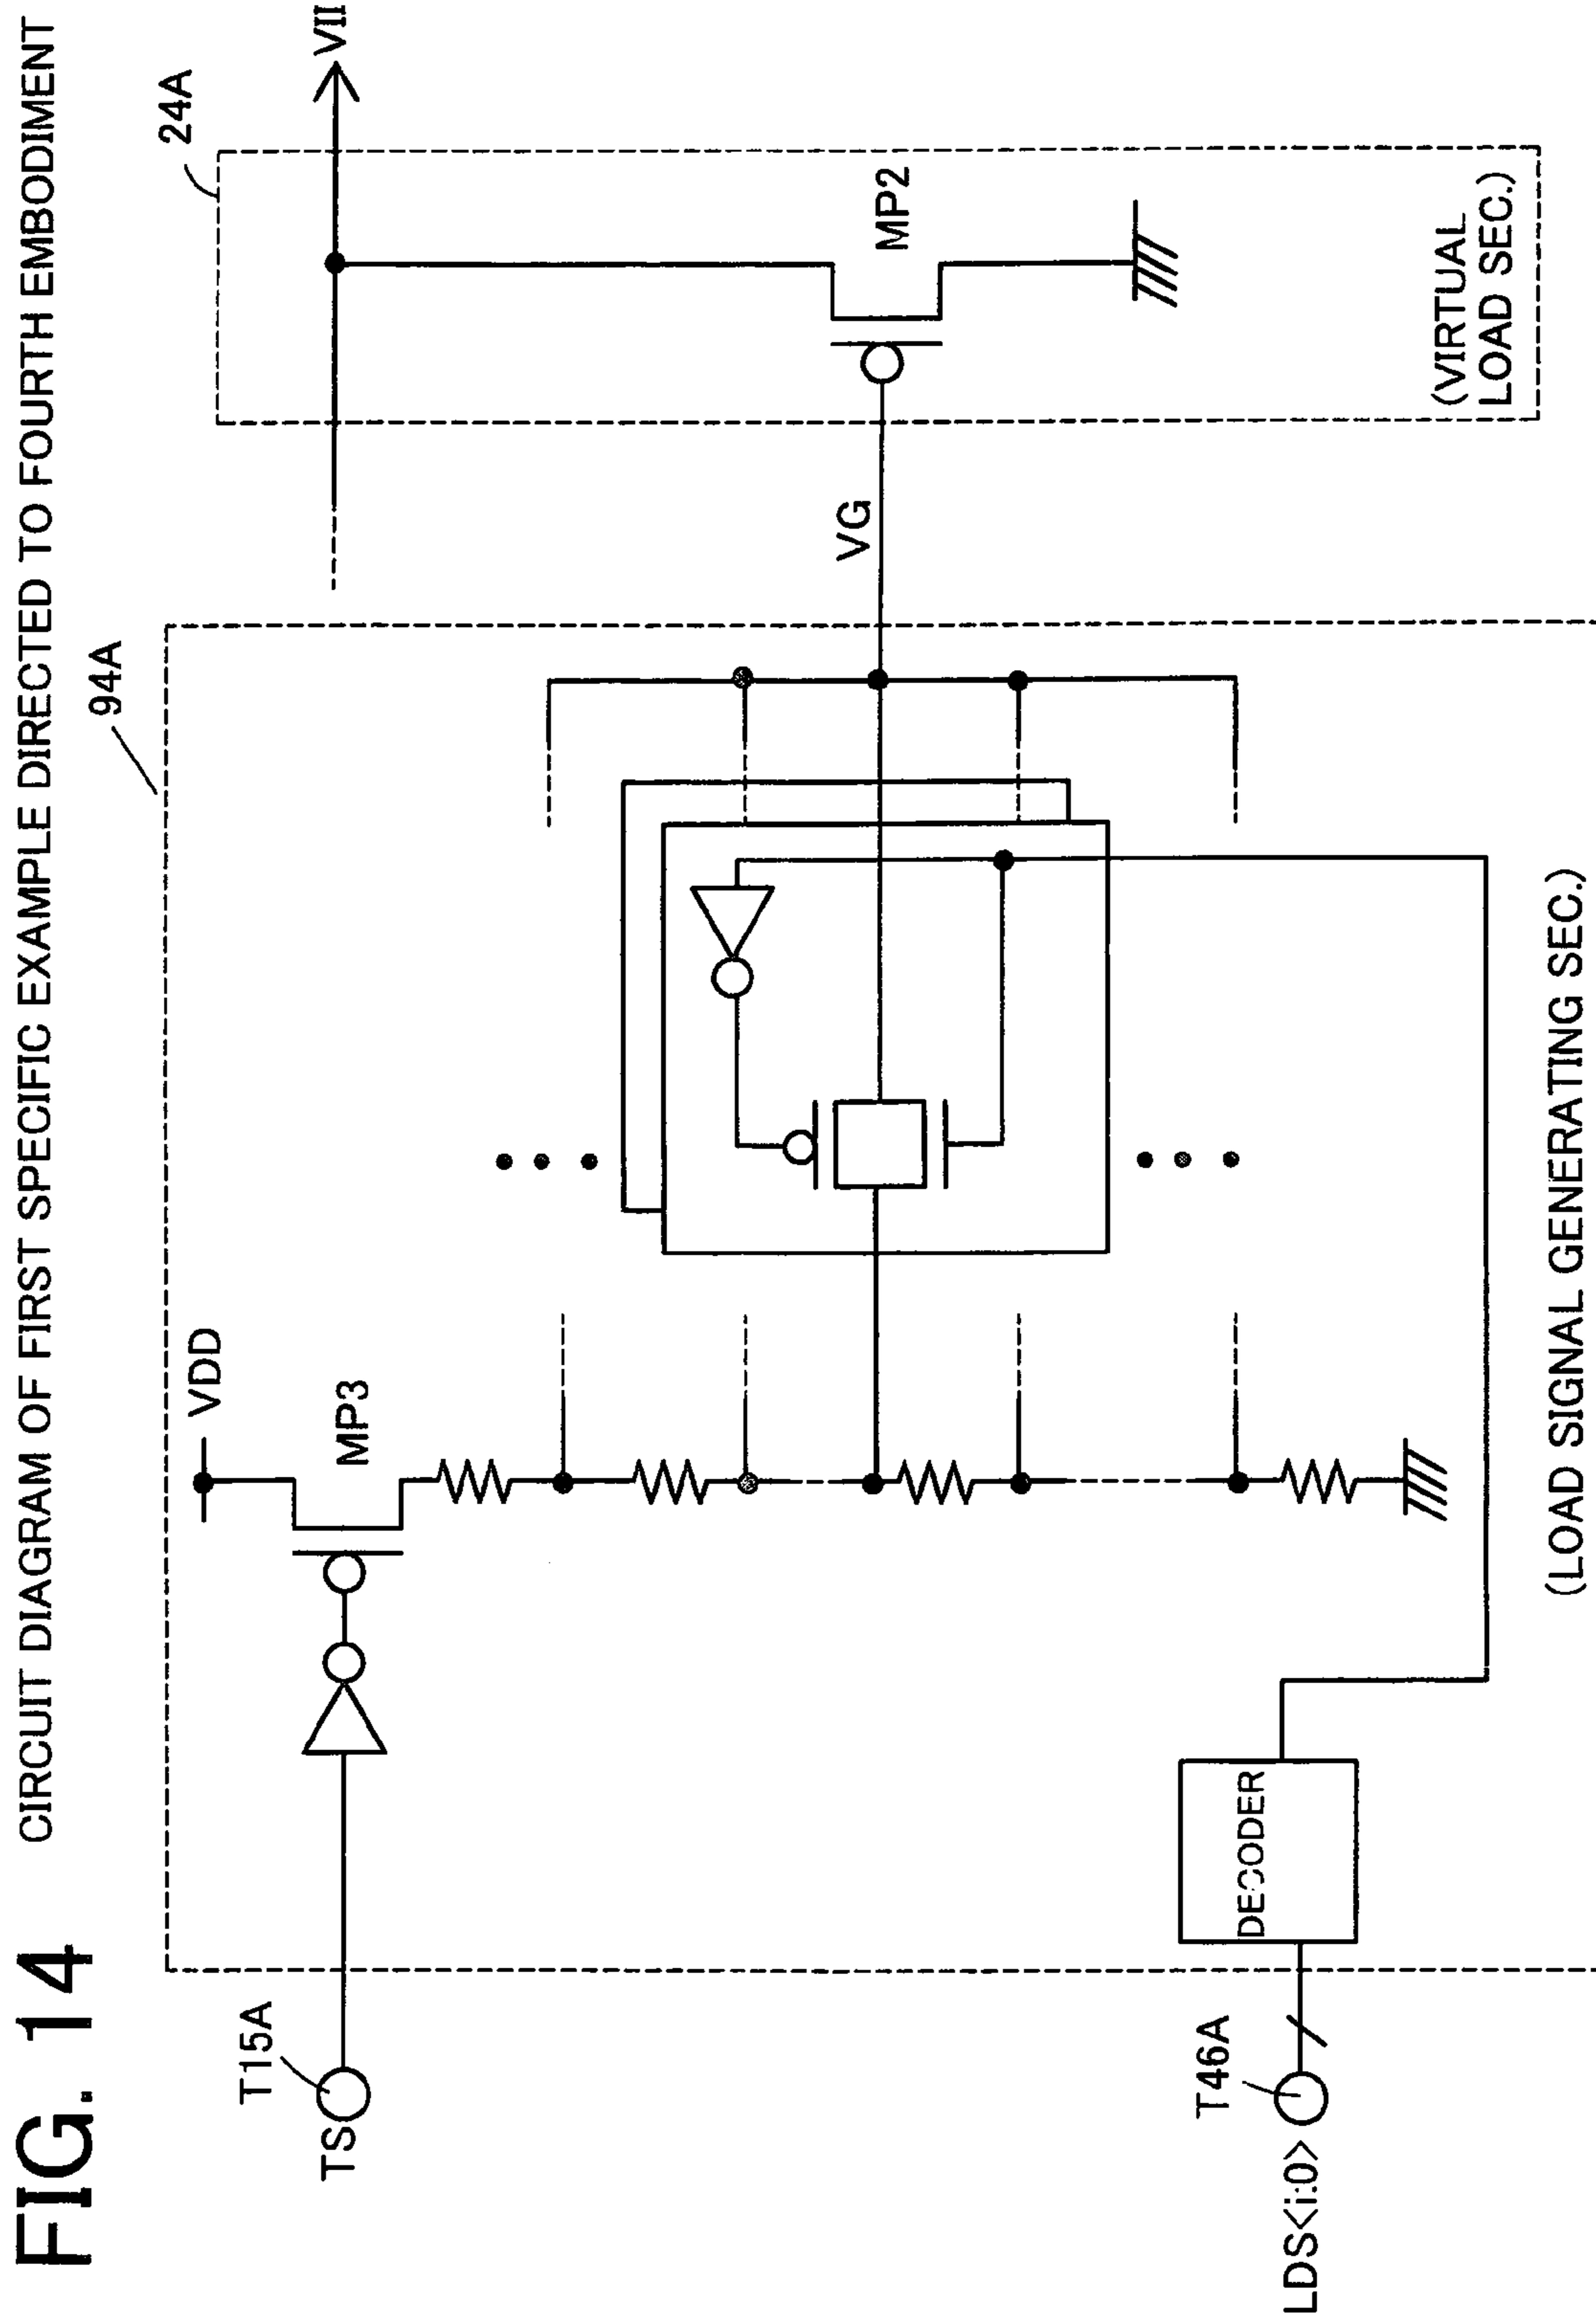 FIG. 14
CIRCUIT DIAGRAM OF FIRST SPECIFIC EXAMPLE DIRECTED TO FOURTH EMBODIMENT
94A
24A
VDD
VII
T15A
TS
MP3
VG
MP2
T46A
LDS<i:0>
DECODER
(VIRTUAL
LOAD SEC.)
(LOAD SIGNAL GENERATING SEC.)